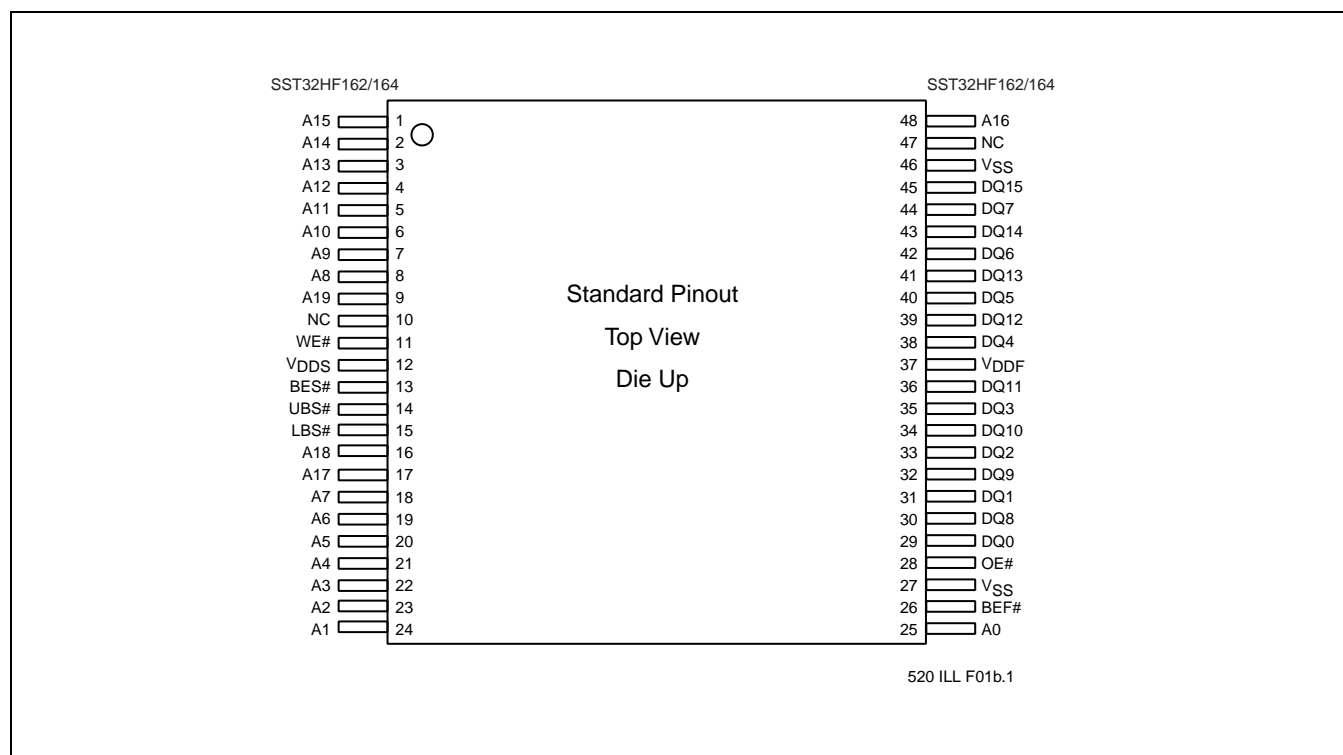 SST32HF162/164 SST32HF162/164
A15 1 48 A16
A14 2 47 NC
A13 3 46 VSS
A12 4 45 DQ15
A11 5 44 DQ7
A10 6 43 DQ14
A9 7 42 DQ6
A8 8 41 DQ13
A19 9 40 DQ5
NC 10 39 DQ12
WE# 11 38 DQ4
VDDS 12 37 VDDF
BES# 13 36 DQ11
UBS# 14 35 DQ3
LBS# 15 34 DQ10
A18 16 33 DQ2
A17 17 32 DQ9
A7 18 31 DQ1
A6 19 30 DQ8
A5 20 29 DQ0
A4 21 28 OE#
A3 22 27 VSS
A2 23 26 BEF#
A1 24 25 A0
Standard Pinout
Top View
Die Up
520 ILL F01b.1